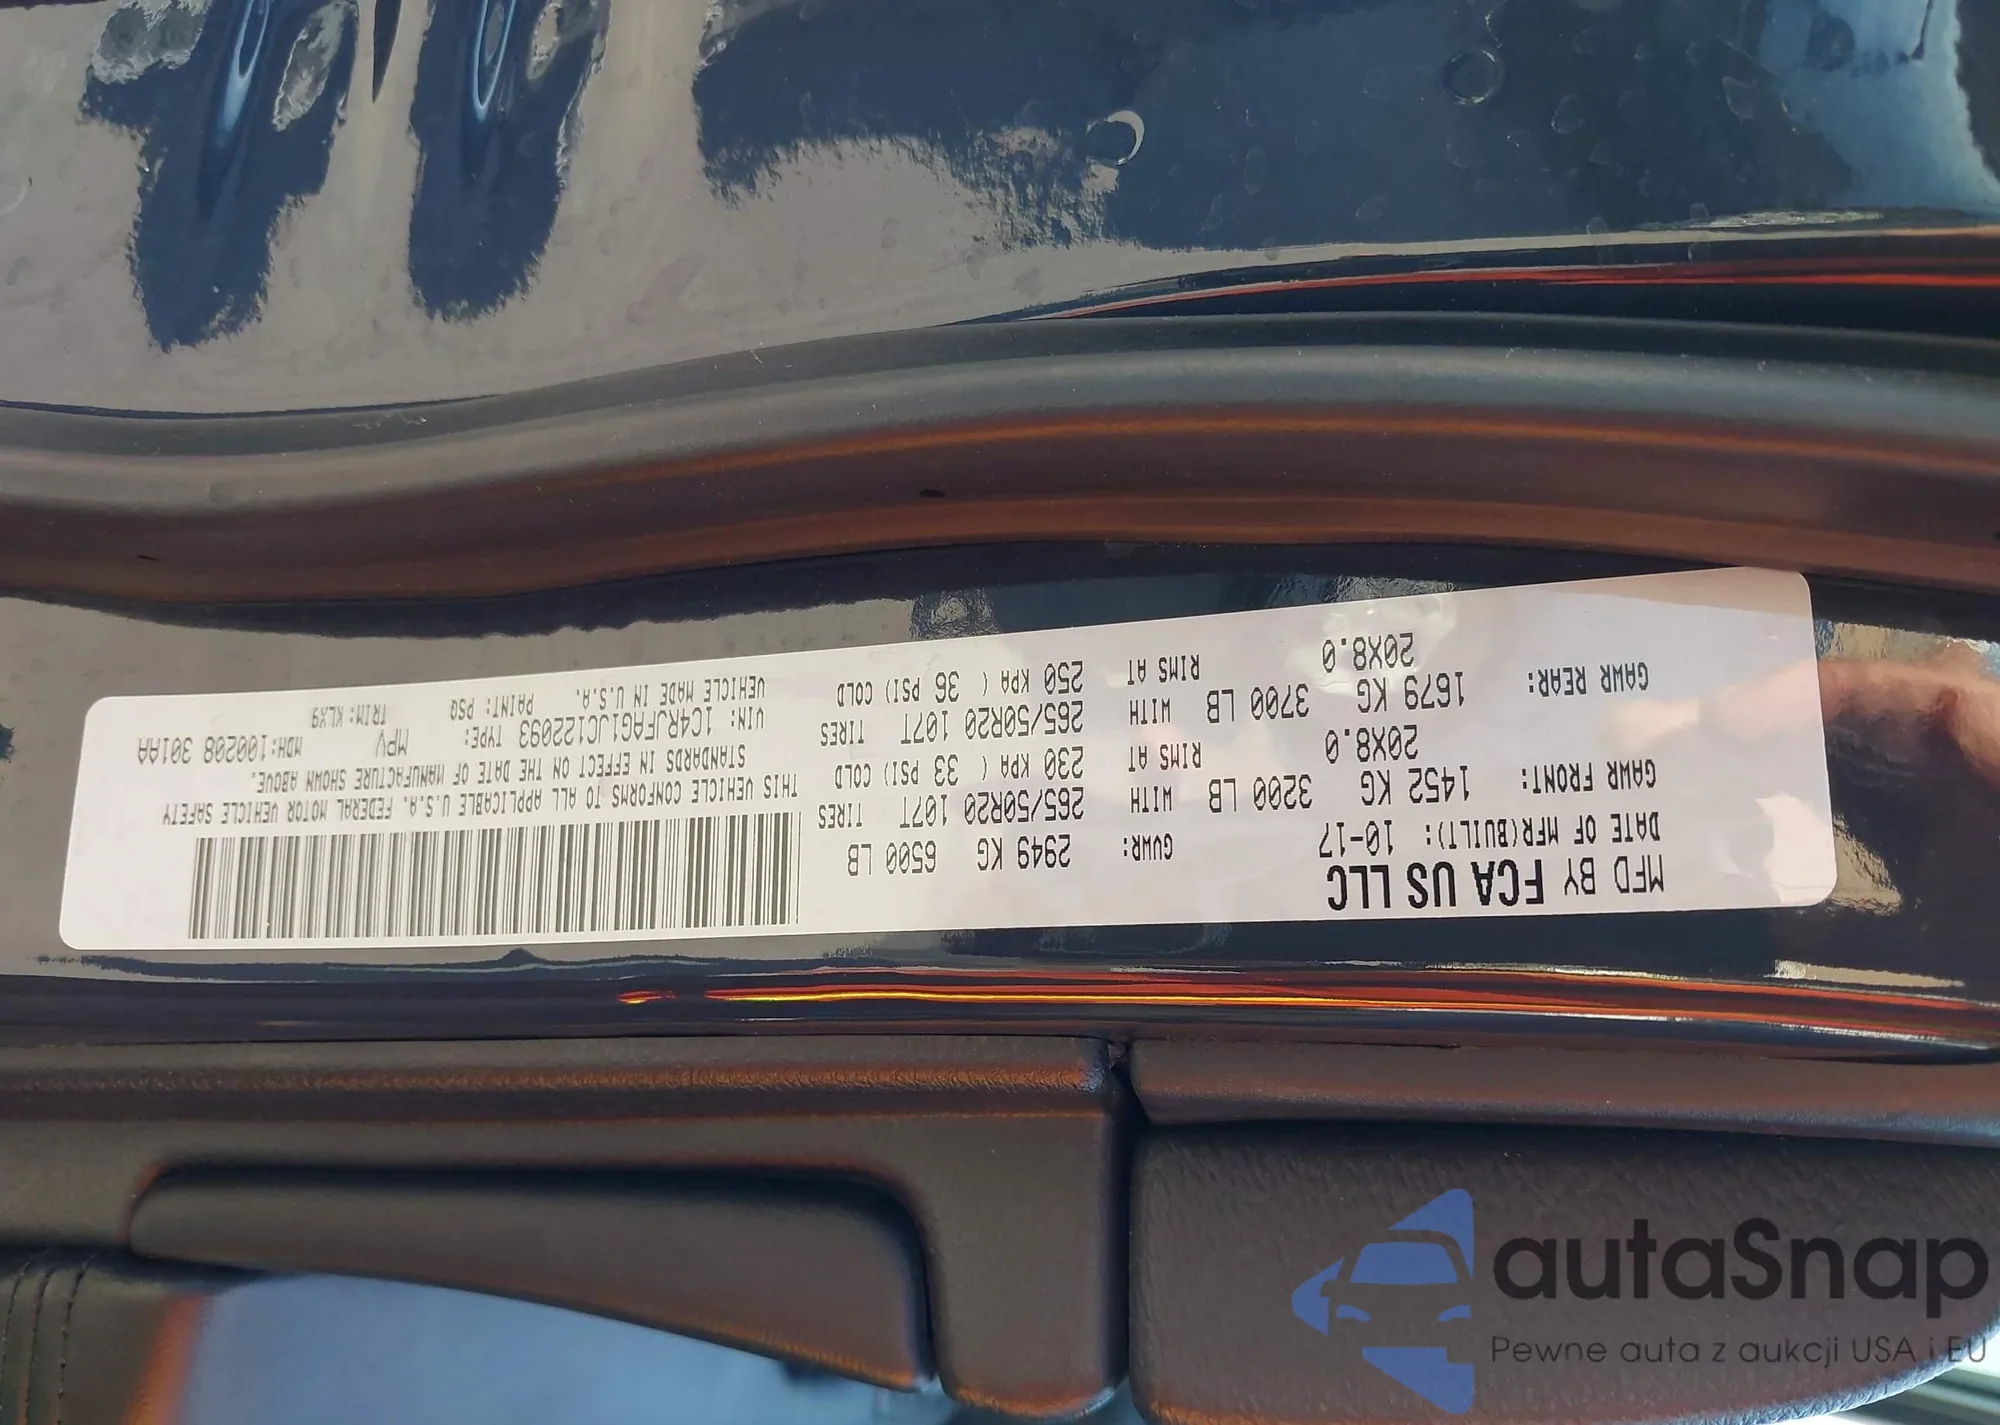 MFD BY FCA US LLC
DATE OF MFR(BUILT): 10-17 GVWR: 2949 KG 6500 LB
GAWR FRONT: 1452 KG 3200 LB WITH 265/50R20 107T TIRES
20X8.0 RIMS AT 230 KPA ( 33 PSI) COLD
GAWR REAR: 1679 KG 3700 LB WITH 265/50R20 107T TIRES
20X8.0 RIMS AT 250 KPA ( 36 PSI) COLD
THIS VEHICLE CONFORMS TO ALL APPLICABLE U.S.A. FEDERAL MOTOR VEHICLE SAFETY
STANDARDS IN EFFECT ON THE DATE OF MANUFACTURE SHOWN ABOVE.
VIN: 1C4RJFAG1JC122093 TYPE: MPV MDH:100208 301AA
VEHICLE MADE IN U.S.A. PAINT: PSQ TRIM: KLX9
autaSnap
Pewne auta z aukcji USA i EU